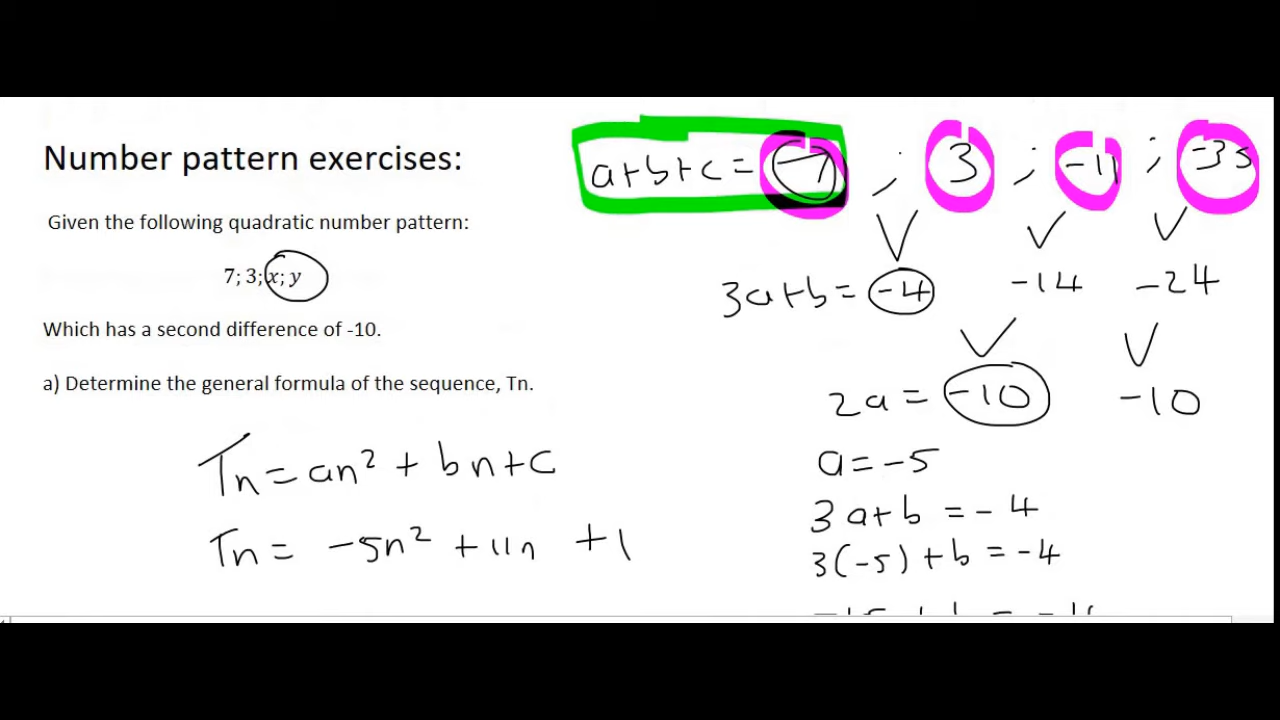 Number pattern exercises:
Given the following quadratic number pattern:
7; 3; x; y
Which has a second difference of -10.
a) Determine the general formula of the sequence, Tn.
Tn = an² + bn + c
Tn = -5n² + 11n + 1
a+b+c = 7 ; 3 ; -11 ; -35
3a+b = -4 -14 -24
2a = -10 -10
a = -5
3a+b = -4
3(-5) + b = -4